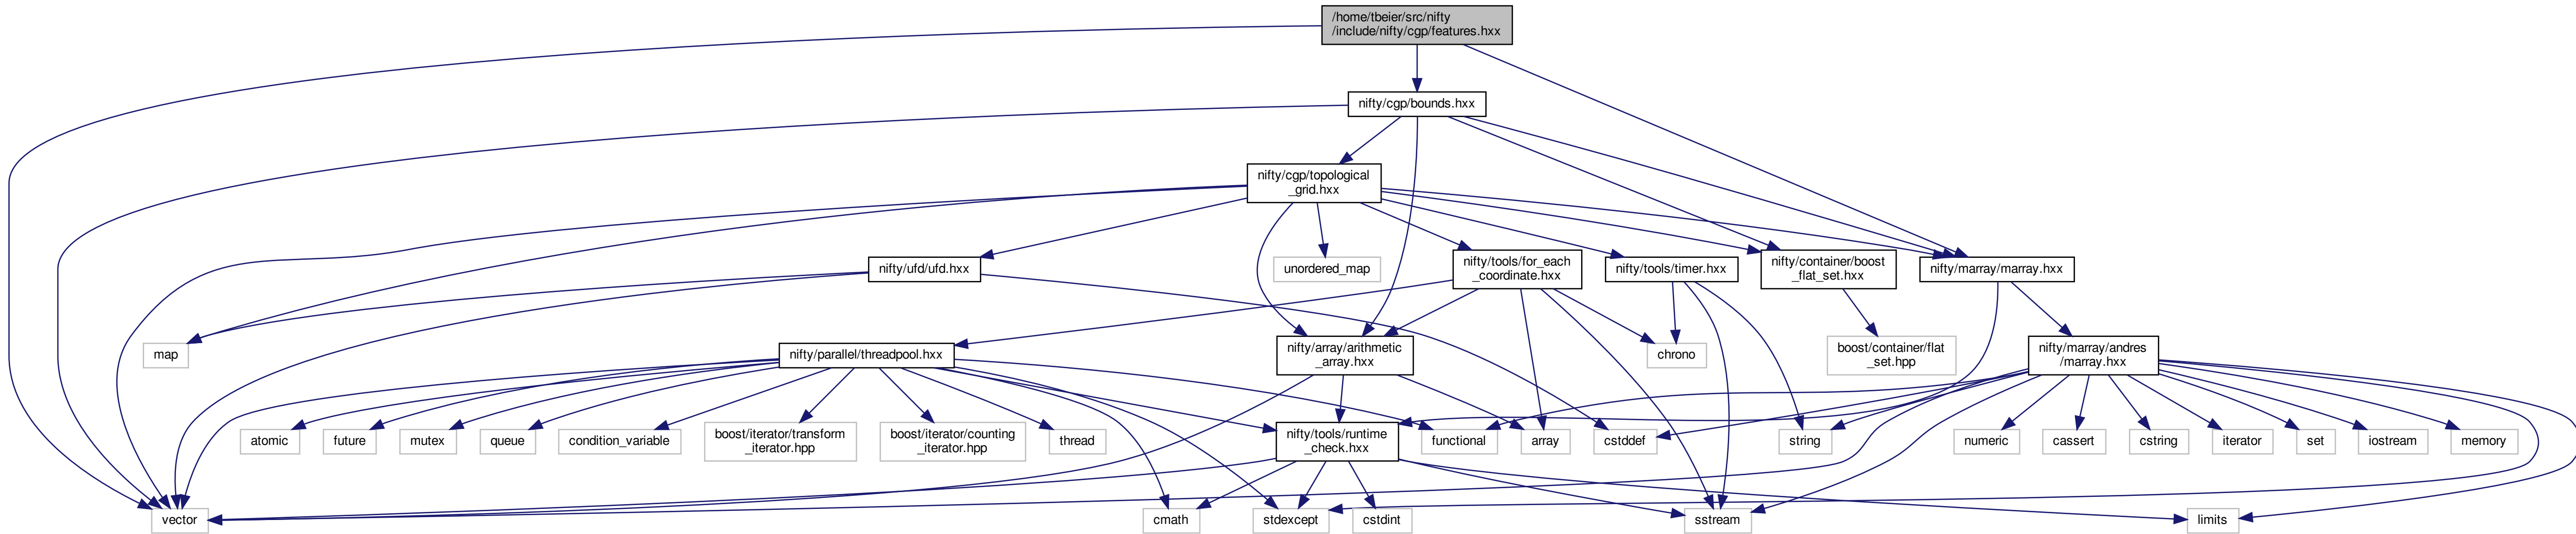 /home/tbeier/src/nifty
/include/nifty/cgp/features.hxx
nifty/cgp/bounds.hxx
nifty/cgp/topological
_grid.hxx
nifty/ufd/ufd.hxx
unordered_map
nifty/tools/for_each
_coordinate.hxx
nifty/tools/timer.hxx
nifty/container/boost
_flat_set.hxx
nifty/marray/marray.hxx
map
nifty/parallel/threadpool.hxx
nifty/array/arithmetic
_array.hxx
chrono
boost/container/flat
_set.hpp
nifty/marray/andres
/marray.hxx
atomic
future
mutex
queue
condition_variable
boost/iterator/transform
_iterator.hpp
boost/iterator/counting
_iterator.hpp
thread
nifty/tools/runtime
_check.hxx
functional
array
cstddef
string
numeric
cassert
cstring
iterator
set
iostream
memory
vector
cmath
stdexcept
cstdint
sstream
limits